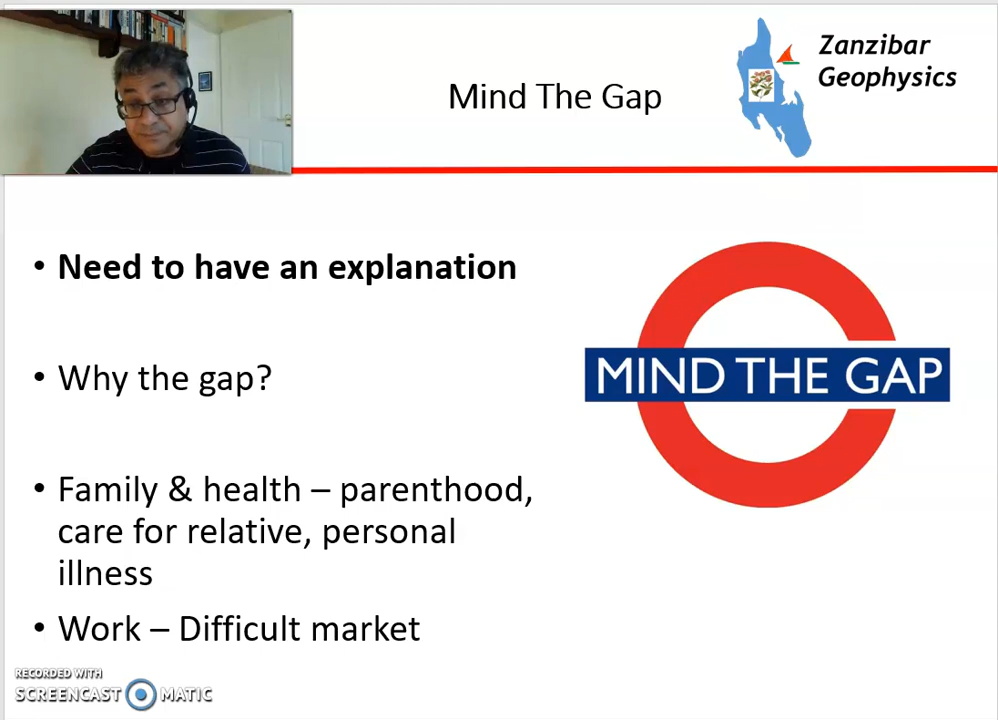 Mind The Gap
Zanzibar
Geophysics
• Need to have an explanation
• Why the gap?
• Family & health – parenthood,
care for relative, personal
illness
• Work – Difficult market
MIND THE GAP
RECORDED WITH
SCREENCAST MATIC